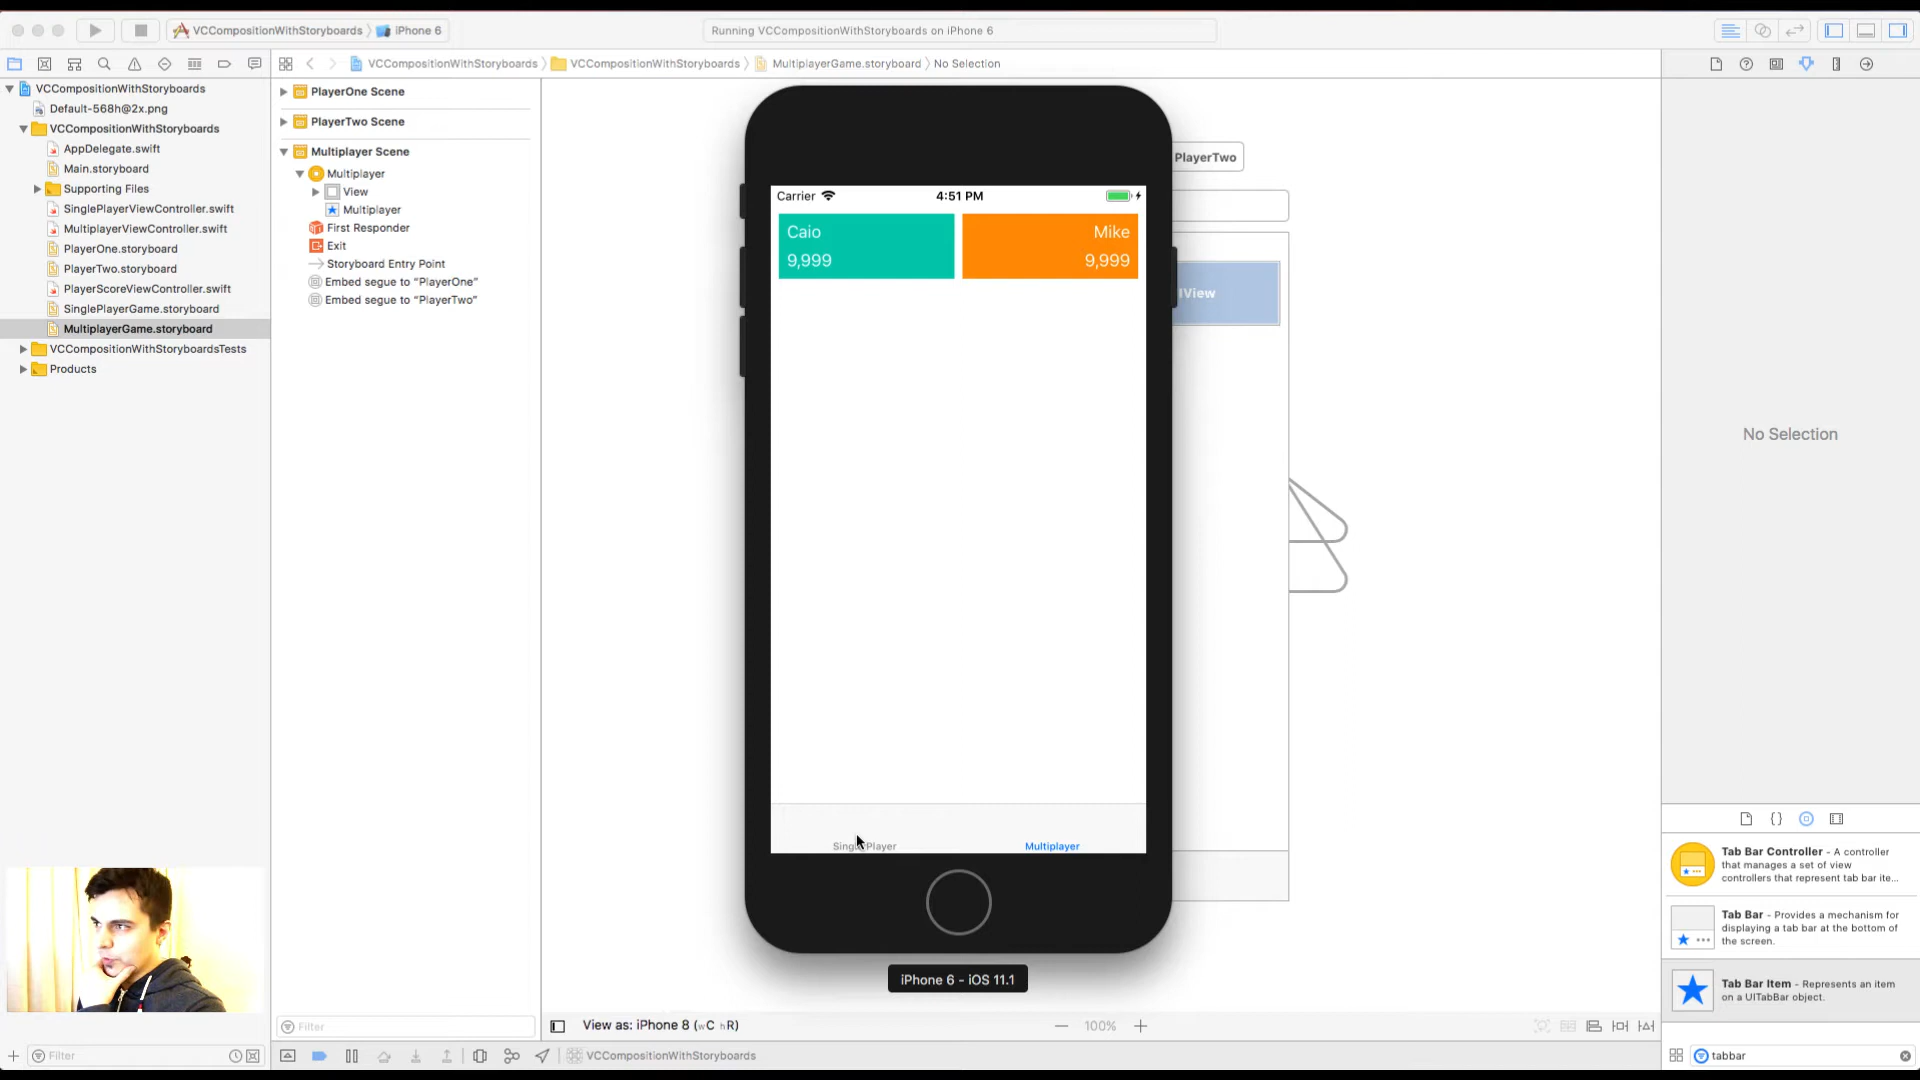 VCCompositionWithStoryboards
iPhone 6
Running VCCompositionWithStoryboards on iPhone 6
VCCompositionWithStoryboards
VCCompositionWithStoryboards
MultiplayerGame.storyboard
No Selection
VCCompositionWithStoryboards
Default-568h@2x.png
VCCompositionWithStoryboards
AppDelegate.swift
Main.storyboard
Supporting Files
SinglePlayerViewController.swift
MultiplayerViewController.swift
PlayerOne.storyboard
PlayerTwo.storyboard
PlayerScoreViewController.swift
SinglePlayerGame.storyboard
MultiplayerGame.storyboard
VCCompositionWithStoryboardsTests
Products
Filter
PlayerOne Scene
PlayerTwo Scene
Multiplayer Scene
Multiplayer
View
Multiplayer
First Responder
Exit
Storyboard Entry Point
Embed segue to "PlayerOne"
Embed segue to "PlayerTwo"
Filter
PlayerTwo
Carrier
4:51 PM
Caio
9,999
Mike
9,999
Multiplayer
iPhone 6 – iOS 11.1
View as: iPhone 8 (wC hR)
100%
VCCompositionWithStoryboards
No Selection
Tab Bar Controller - A controller
that manages a set of view
controllers that represent tab bar ite...
Tab Bar - Provides a mechanism for
displaying a tab bar at the bottom of
the screen.
Tab Bar Item - Represents an item
on a UITabBar object.
tabbar